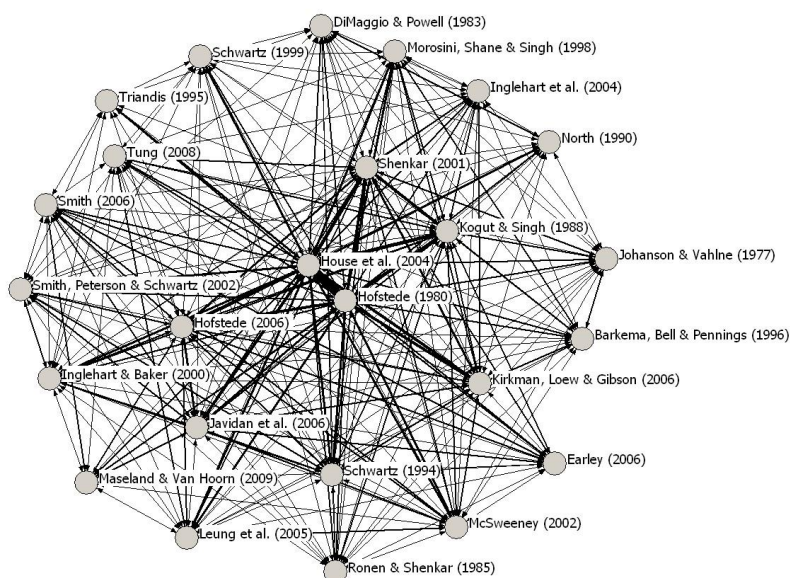 DiMaggio & Powell (1983)
Morosini, Shane & Singh (1998)
Schwartz (1999)
Inglehart et al. (2004)
Triandis (1995)
North (1990)
Tung (2008)
Shenkar (2001)
Smith (2006)
Kogut & Singh (1988)
Johanson & Vahlne (1977)
House et al. (2004)
Smith, Peterson & Schwartz (2002)
Hofstede (1980)
Hofstede (2006)
Barkema, Bell & Pennings (1996)
Inglehart & Baker (2000)
Kirkman, Loew & Gibson (2006)
Javidan et al. (2006)
Earley (2006)
Schwartz (1994)
Maseland & Van Hoorn (2009)
McSweeney (2002)
Leung et al. (2005)
Ronen & Shenkar (1985)